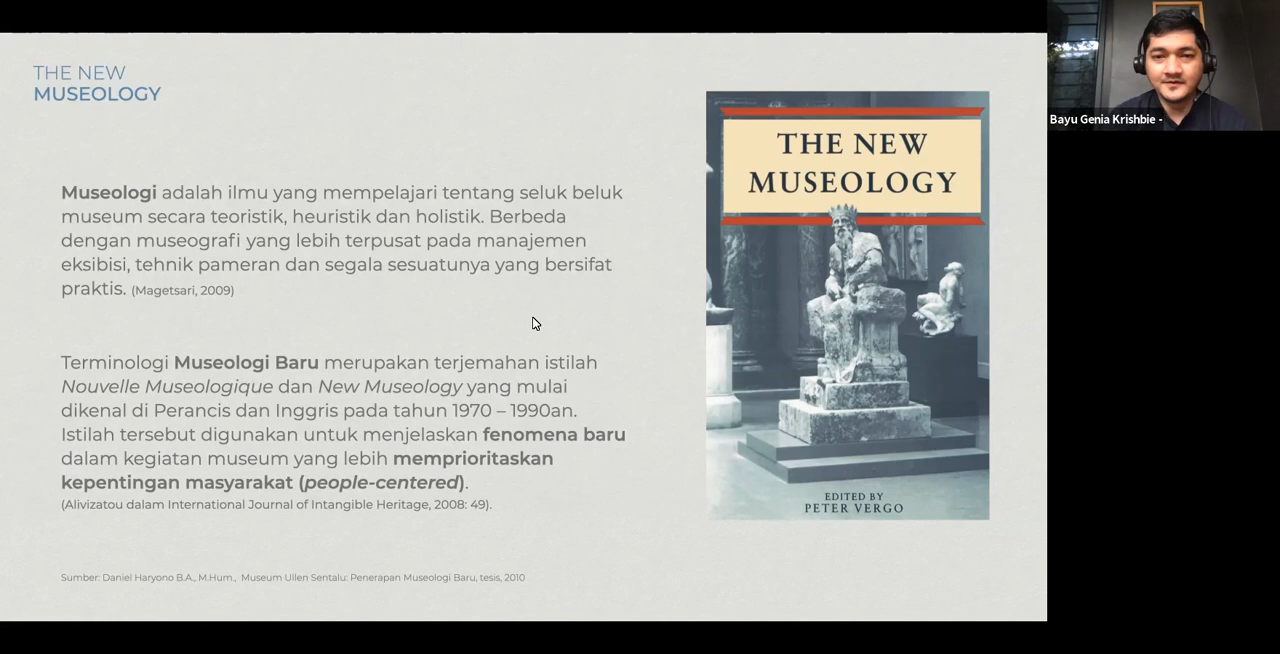 THE NEW
MUSEOLOGY
Museologi adalah ilmu yang mempelajari tentang seluk beluk
museum secara teoristik, heuristik dan holistik. Berbeda
dengan museografi yang lebih terpusat pada manajemen
eksibisi, tehnik pameran dan segala sesuatunya yang bersifat
praktis. (Magetsari, 2009)
Terminologi Museologi Baru merupakan terjemahan istilah
Nouvelle Museologique dan New Museology yang mulai
dikenal di Perancis dan Inggris pada tahun 1970 – 1990an.
Istilah tersebut digunakan untuk menjelaskan fenomena baru
dalam kegiatan museum yang lebih memprioritaskan
kepentingan masyarakat (people-centered).
(Alivizatou dalam International Journal of Intangible Heritage, 2008: 49).
Sumber: Daniel Haryono B.A., M.Hum., Museum Ullen Sentalu: Penerapan Museologi Baru, tesis, 2010
THE NEW
MUSEOLOGY
EDITED BY
PETER VERGO
Bayu Genia Krishbie -